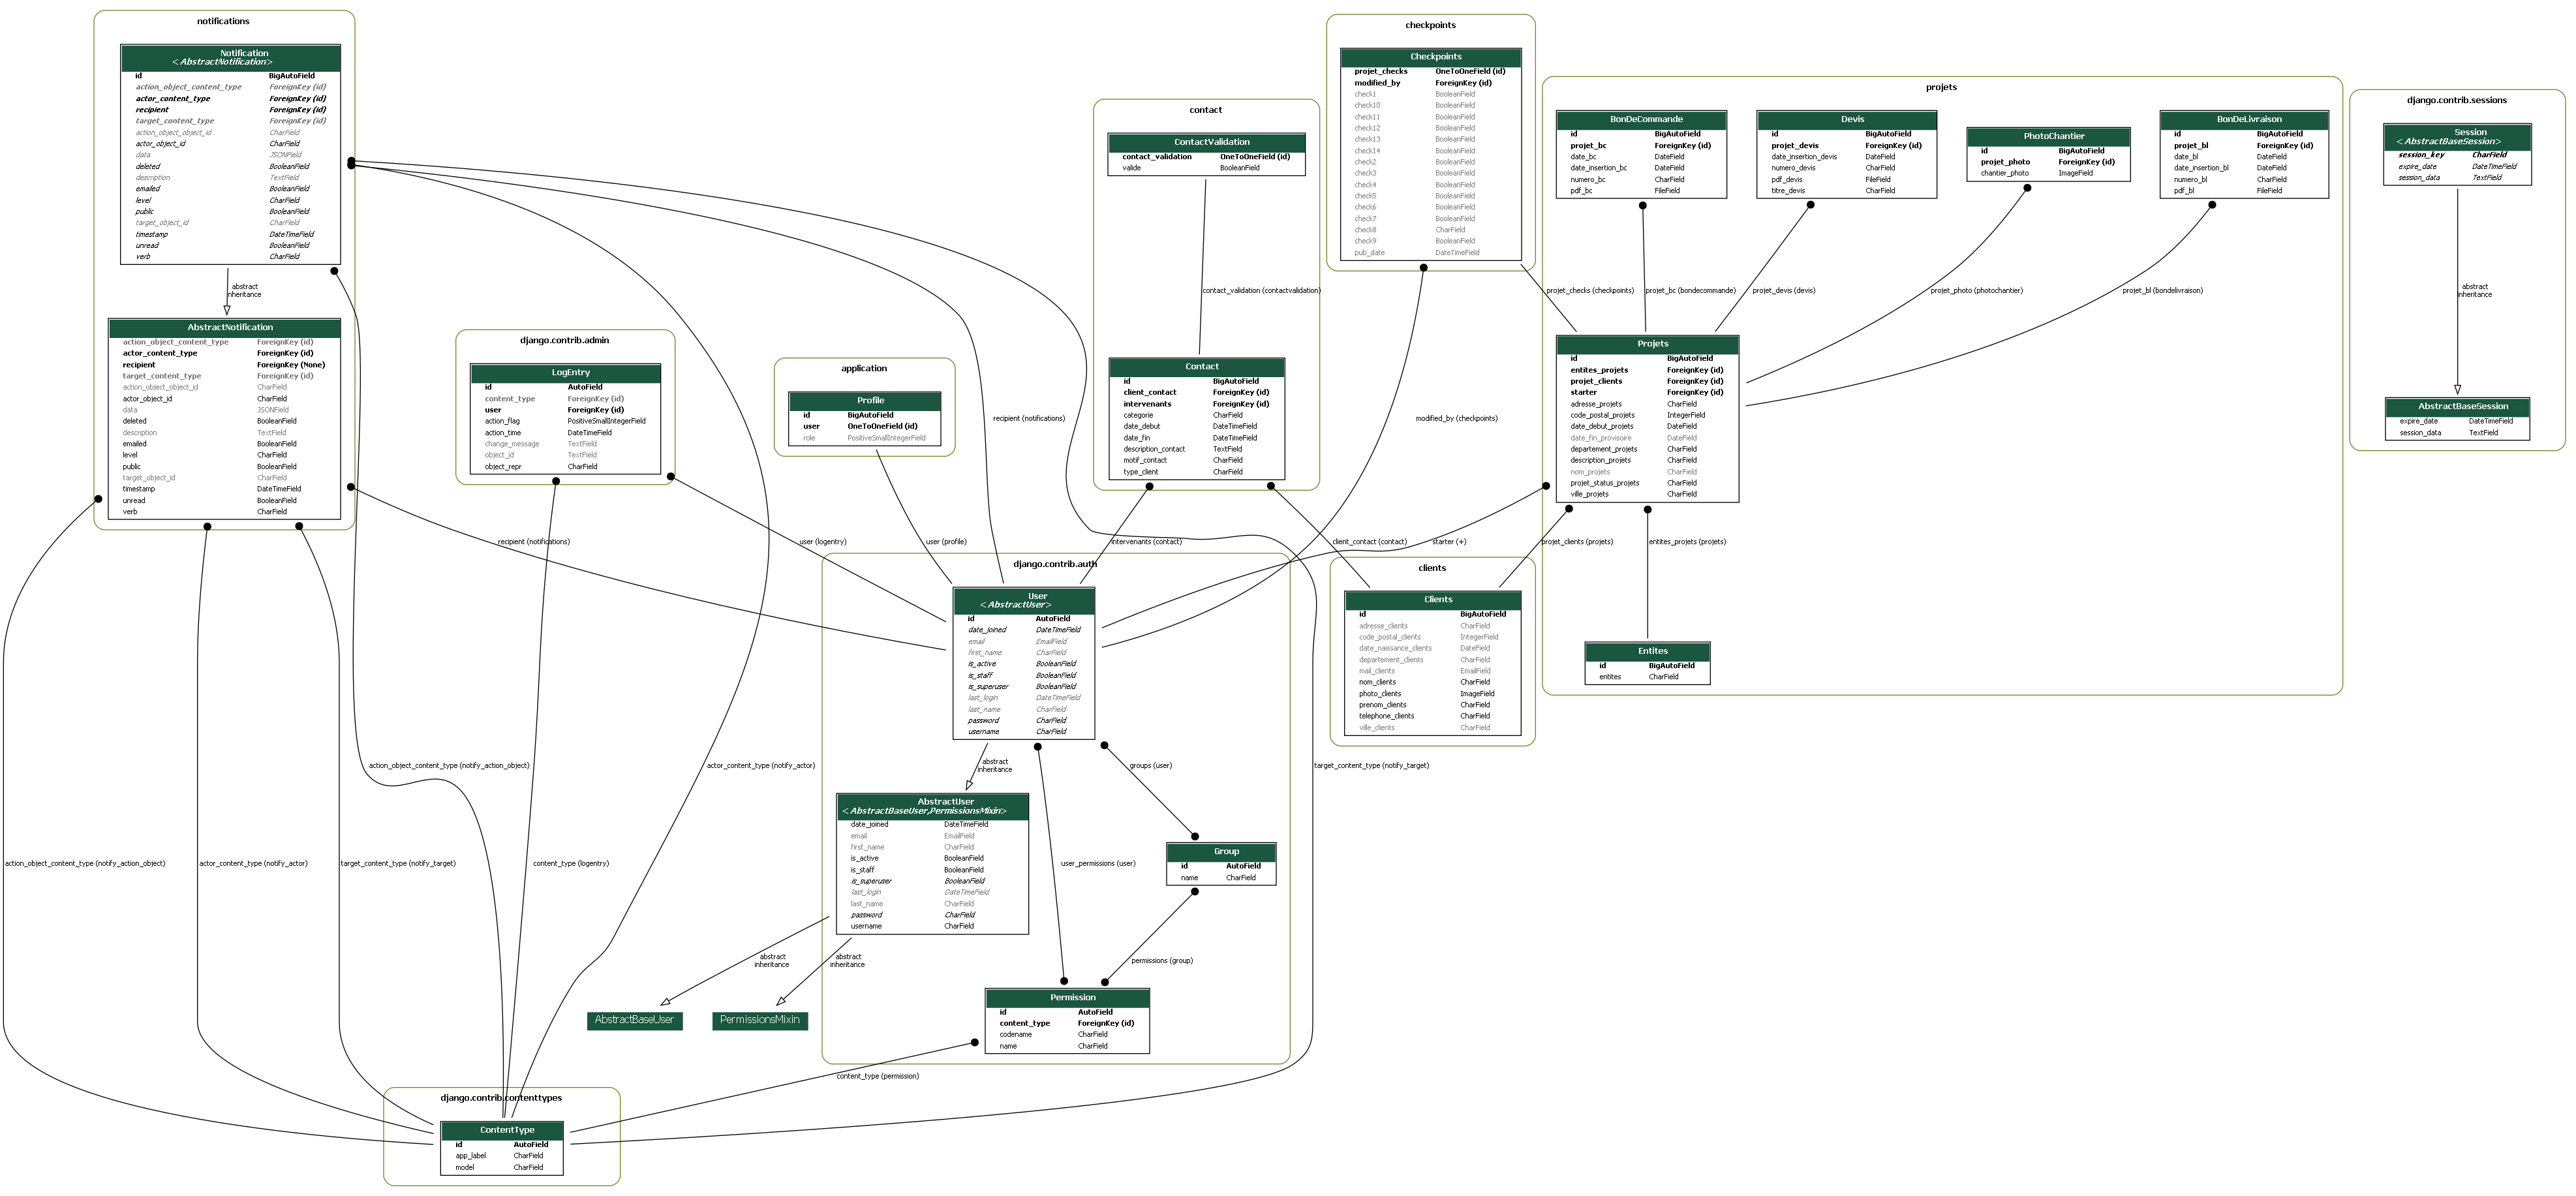 notifications
Notification
<AbstractNotification>
id BigAutoField
action_object_content_type ForeignKey (id)
actor_content_type ForeignKey (id)
recipient ForeignKey (id)
target_content_type ForeignKey (id)
action_object_object_id CharField
actor_object_id CharField
data JSONField
deleted BooleanField
description TextField
emailed BooleanField
level CharField
public BooleanField
target_object_id CharField
timestamp DateTimeField
unread BooleanField
verb CharField
abstract
inheritance
AbstractNotification
action_object_content_type ForeignKey (id)
actor_content_type ForeignKey (id)
recipient ForeignKey (None)
target_content_type ForeignKey (id)
action_object_object_id CharField
actor_object_id CharField
data JSONField
deleted BooleanField
description TextField
emailed BooleanField
level CharField
public BooleanField
target_object_id CharField
timestamp DateTimeField
unread BooleanField
verb CharField
django.contrib.admin
LogEntry
id AutoField
content_type ForeignKey (id)
user ForeignKey (id)
action_flag PositiveSmallIntegerField
action_time DateTimeField
change_message TextField
object_id TextField
object_repr CharField
application
Profile
id BigAutoField
user OneToOneField (id)
role PositiveSmallIntegerField
contact
ContactValidation
contact_validation OneToOneField (id)
valide BooleanField
contact_validation (contactvalidation)
Contact
id BigAutoField
client_contact ForeignKey (id)
intervenants ForeignKey (id)
categorie CharField
date_debut DateTimeField
date_fin DateTimeField
description_contact TextField
motif_contact CharField
type_client CharField
checkpoints
Checkpoints
projet_checks OneToOneField (id)
modified_by ForeignKey (id)
check1 BooleanField
check10 BooleanField
check11 BooleanField
check12 BooleanField
check13 BooleanField
check14 BooleanField
check2 BooleanField
check3 BooleanField
check4 BooleanField
check5 BooleanField
check6 BooleanField
check7 BooleanField
check8 CharField
check9 BooleanField
pub_date DateTimeField
projets
BonDeCommande
id BigAutoField
projet_bc ForeignKey (id)
date_bc DateField
date_insertion_bc DateField
numero_bc CharField
pdf_bc FileField
Devis
id BigAutoField
projet_devis ForeignKey (id)
date_insertion_devis DateField
numero_devis CharField
pdf_devis FileField
titre_devis CharField
PhotoChantier
id BigAutoField
projet_photo ForeignKey (id)
chantier_photo ImageField
BonDeLivraison
id BigAutoField
projet_bl ForeignKey (id)
date_bl DateField
date_insertion_bl DateField
numero_bl CharField
pdf_bl FileField
projet_checks (checkpoints)
projet_bc (bondecommande)
projet_devis (devis)
projet_photo (photochantier)
projet_bl (bondelivraison)
Projets
id BigAutoField
entites_projets ForeignKey (id)
projet_clients ForeignKey (id)
starter ForeignKey (id)
adresse_projets CharField
code_postal_projets IntegerField
date_debut_projets DateField
date_fin_provisoire DateField
departement_projets CharField
description_projets CharField
nom_projets CharField
projet_status_projets CharField
ville_projets CharField
django.contrib.sessions
Session
<AbstractBaseSession>
session_key CharField
expire_date DateTimeField
session_data TextField
abstract
inheritance
AbstractBaseSession
expire_date DateTimeField
session_data TextField
recipient (notifications)
modified_by (checkpoints)
recipient (notifications)
user (logentry)
user (profile)
intervenants (contact)
client_contact (contact)
starter (+)
projet_clients (projets)
entites_projets (projets)
django.contrib.auth
User
<AbstractUser>
id AutoField
date_joined DateTimeField
email EmailField
first_name CharField
is_active BooleanField
is_staff BooleanField
is_superuser BooleanField
last_login DateTimeField
last_name CharField
password CharField
username CharField
clients
Clients
id BigAutoField
adresse_clients CharField
code_postal_clients IntegerField
date_naissance_clients DateField
departement_clients CharField
mail_clients EmailField
nom_clients CharField
photo_clients ImageField
prenom_clients CharField
telephone_clients CharField
ville_clients CharField
Entites
id BigAutoField
entites CharField
action_object_content_type (notify_action_object)
actor_content_type (notify_actor)
abstract
inheritance
groups (user)
target_content_type (notify_target)
AbstractUser
<AbstractBaseUser,PermissionsMixin>
date_joined DateTimeField
email EmailField
first_name CharField
is_active BooleanField
is_staff BooleanField
is_superuser BooleanField
last_login DateTimeField
last_name CharField
password CharField
username CharField
Group
id AutoField
name CharField
action_object_content_type (notify_action_object)
actor_content_type (notify_actor)
target_content_type (notify_target)
content_type (logentry)
user_permissions (user)
abstract
inheritance
abstract
inheritance
permissions (group)
AbstractBaseUser
PermissionsMixin
Permission
id AutoField
content_type ForeignKey (id)
codename CharField
name CharField
content_type (permission)
django.contrib.contenttypes
ContentType
id AutoField
app_label CharField
model CharField